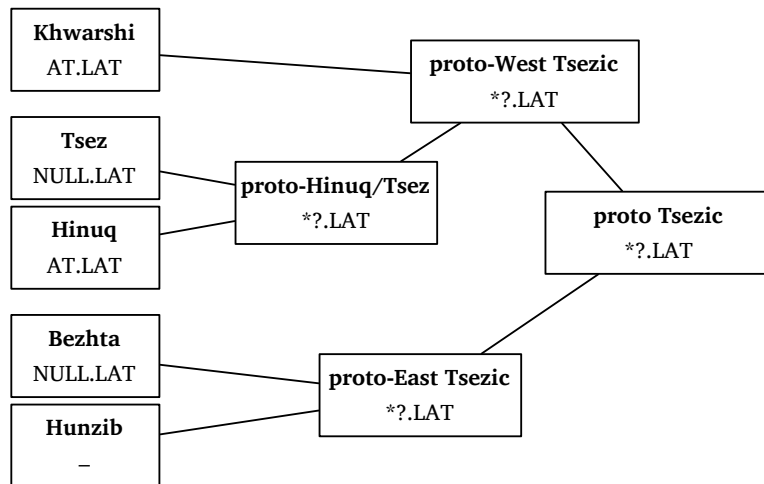 Khwarshi
AT.LAT
Tsez
NULL.LAT
Hinuq
AT.LAT
Bezhta
NULL.LAT
Hunzib
–
proto-Hinuq/Tsez
*?.LAT
proto-East Tsezic
*?.LAT
proto-West Tsezic
*?.LAT
proto Tsezic
*?.LAT